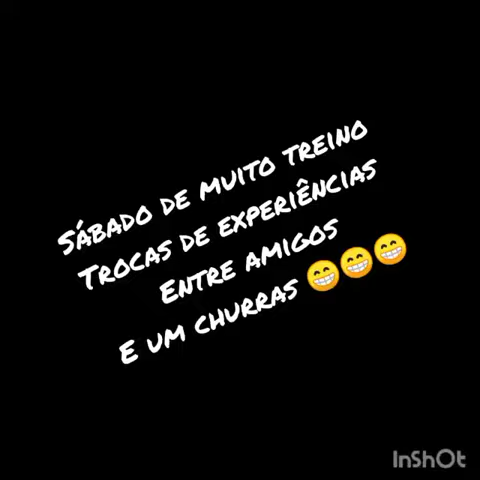 Sábado de muito treino
Trocas de experiências
Entre amigos
E um churras 😁😁😁
InShOt